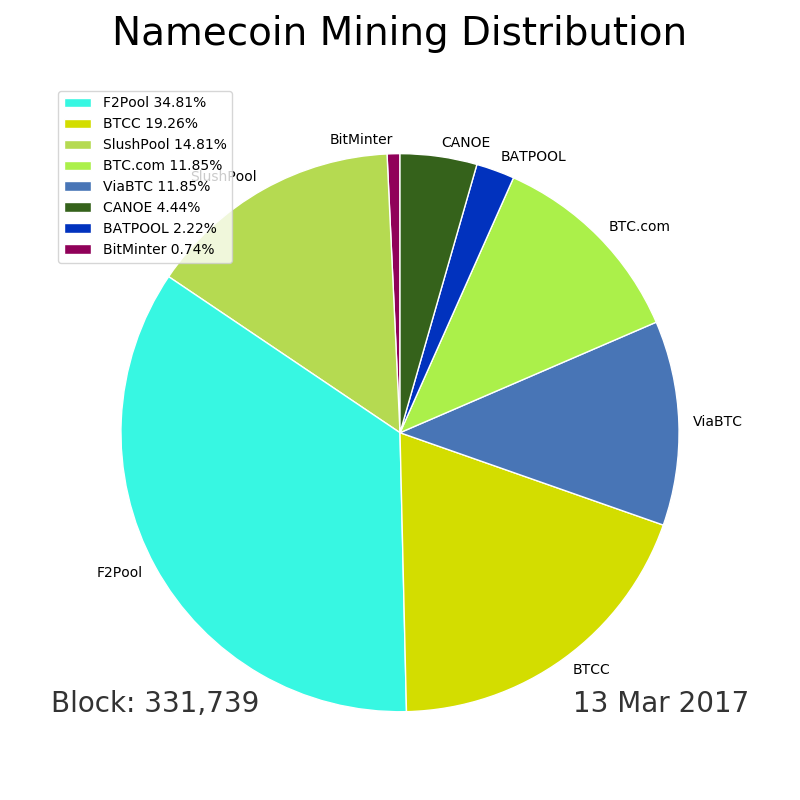 Namecoin Mining Distribution
F2Pool 34.81%
BTCC 19.26%
SlushPool 14.81%
BTC.com 11.85%
ViaBTC 11.85%
CANOE 4.44%
BATPOOL 2.22%
BitMinter 0.74%
BitMinter
CANOE
BATPOOL
SlushPool
BTC.com
ViaBTC
F2Pool
BTCC
Block: 331,739
13 Mar 2017